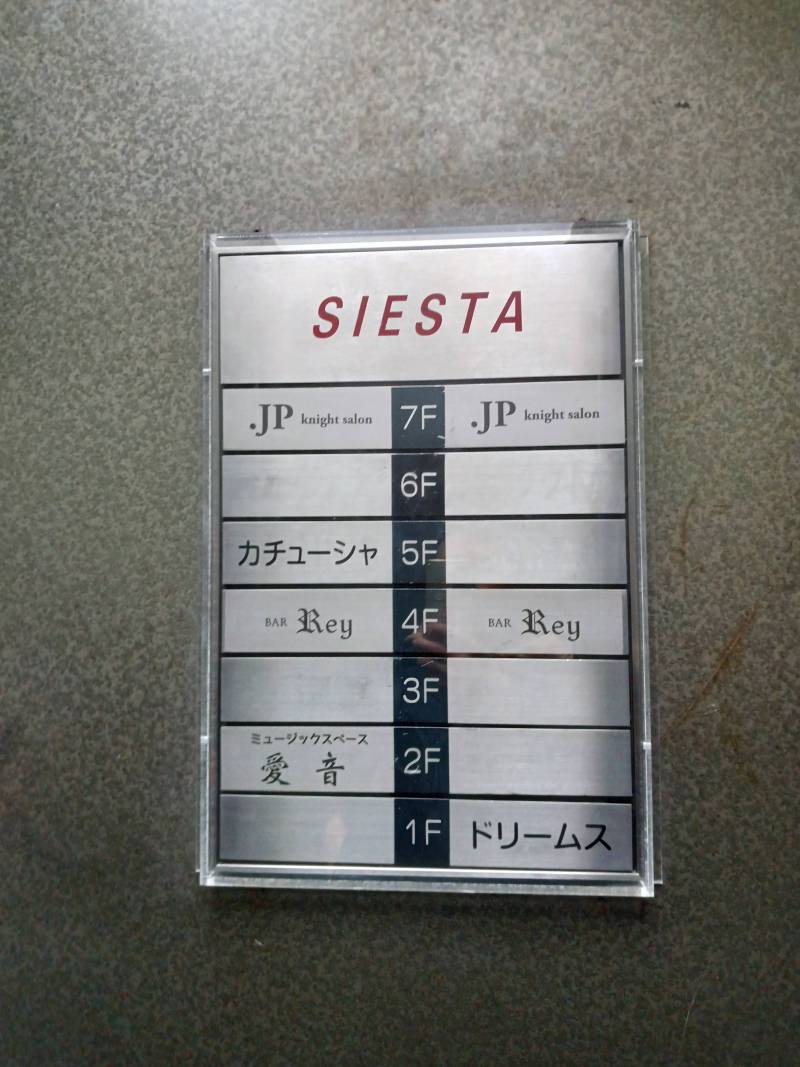 SIESTA
.JP knight salon 7F .JP knight salon
6F
カチューシャ 5F
BAR Rey 4F BAR Rey
3F
ミュージックスペース
愛音 2F
1F ドリームス